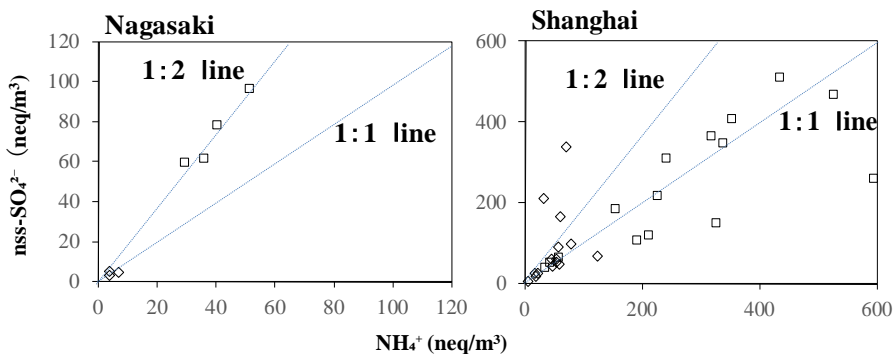 Nagasaki
120
100
80
60
40
20
0
0 20 40 60 80 100 120
1:2 line
1:1 line
nss-SO₄²⁻ (neq/m³)
Shanghai
600
400
200
0
0 200 400 600
1:2 line
1:1 line
NH₄⁺ (neq/m³)